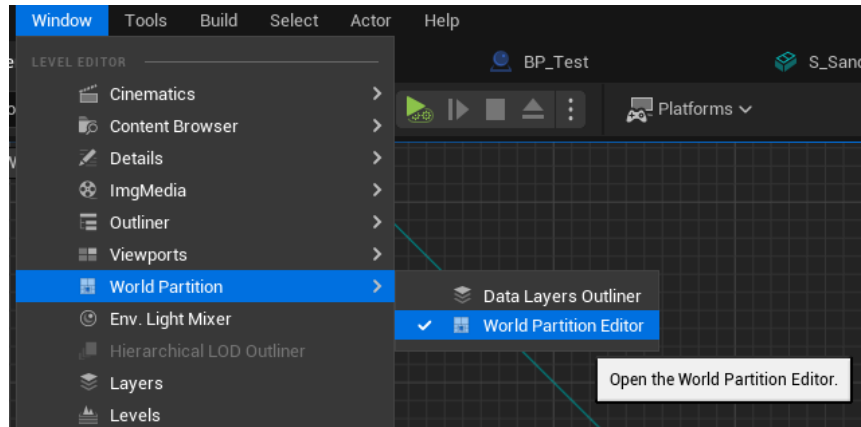 Window Tools Build Select Actor Help
LEVEL EDITOR
BP_Test
S_Sand
Cinematics
Content Browser
Platforms
Details
ImgMedia
Outliner
Viewports
World Partition
Data Layers Outliner
Env. Light Mixer
World Partition Editor
Hierarchical LOD Outliner
Open the World Partition Editor.
Layers
Levels